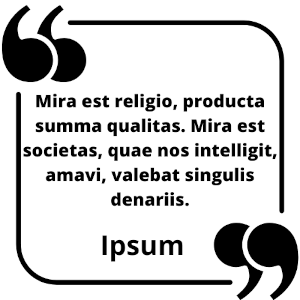 Mira est religio, producta
summa qualitas. Mira est
societas, quae nos intelligit,
amavi, valebat singulis
denariis.
Ipsum